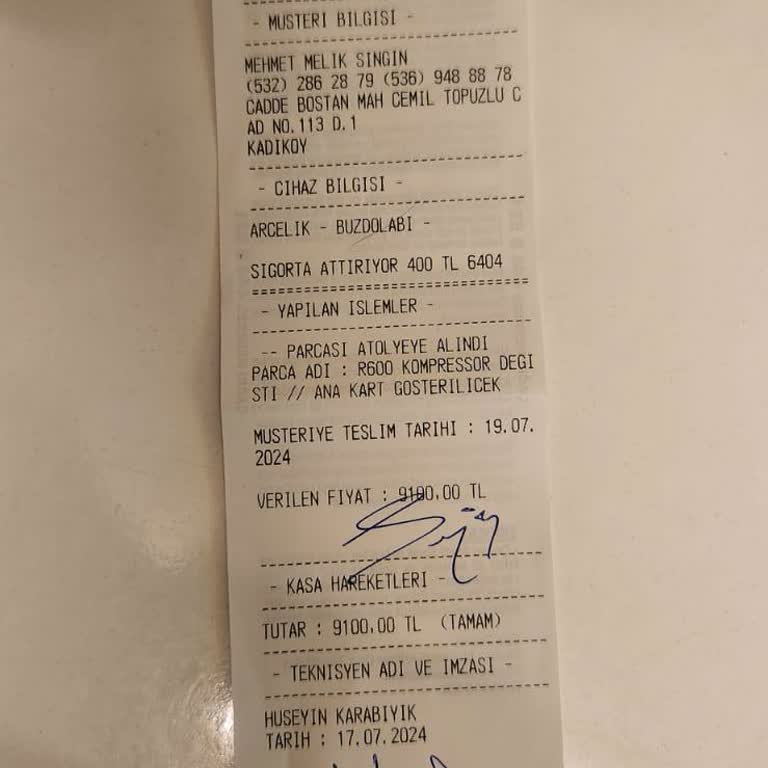 - MUSTERI BILGISI -
MEHMET MELIK SINGIN
(532) 286 28 79 (536) 948 88 78
CADDE BOSTAN MAH CEMIL TOPUZLU C
AD NO.113 D.1
KADIKOY
- CIHAZ BILGISI -
ARCELIK - BUZDOLABI -
SIGORTA ATTIRIYOR 400 TL 6404
================================
- YAPILAN ISLEMLER -
-- PARCASI ATOLYEYE ALINDI
PARCA ADI : R600 KOMPRESSOR DEGI
STI // ANA KART GOSTERILICEK
MUSTERIYE TESLIM TARIHI : 19.07.
2024
VERILEN FIYAT : 9100,00 TL
- KASA HAREKETLERI -
TUTAR : 9100,00 TL (TAMAM)
- TEKNISYEN ADI VE IMZASI -
HUSEYIN KARABIYIK
TARIH : 17.07.2024